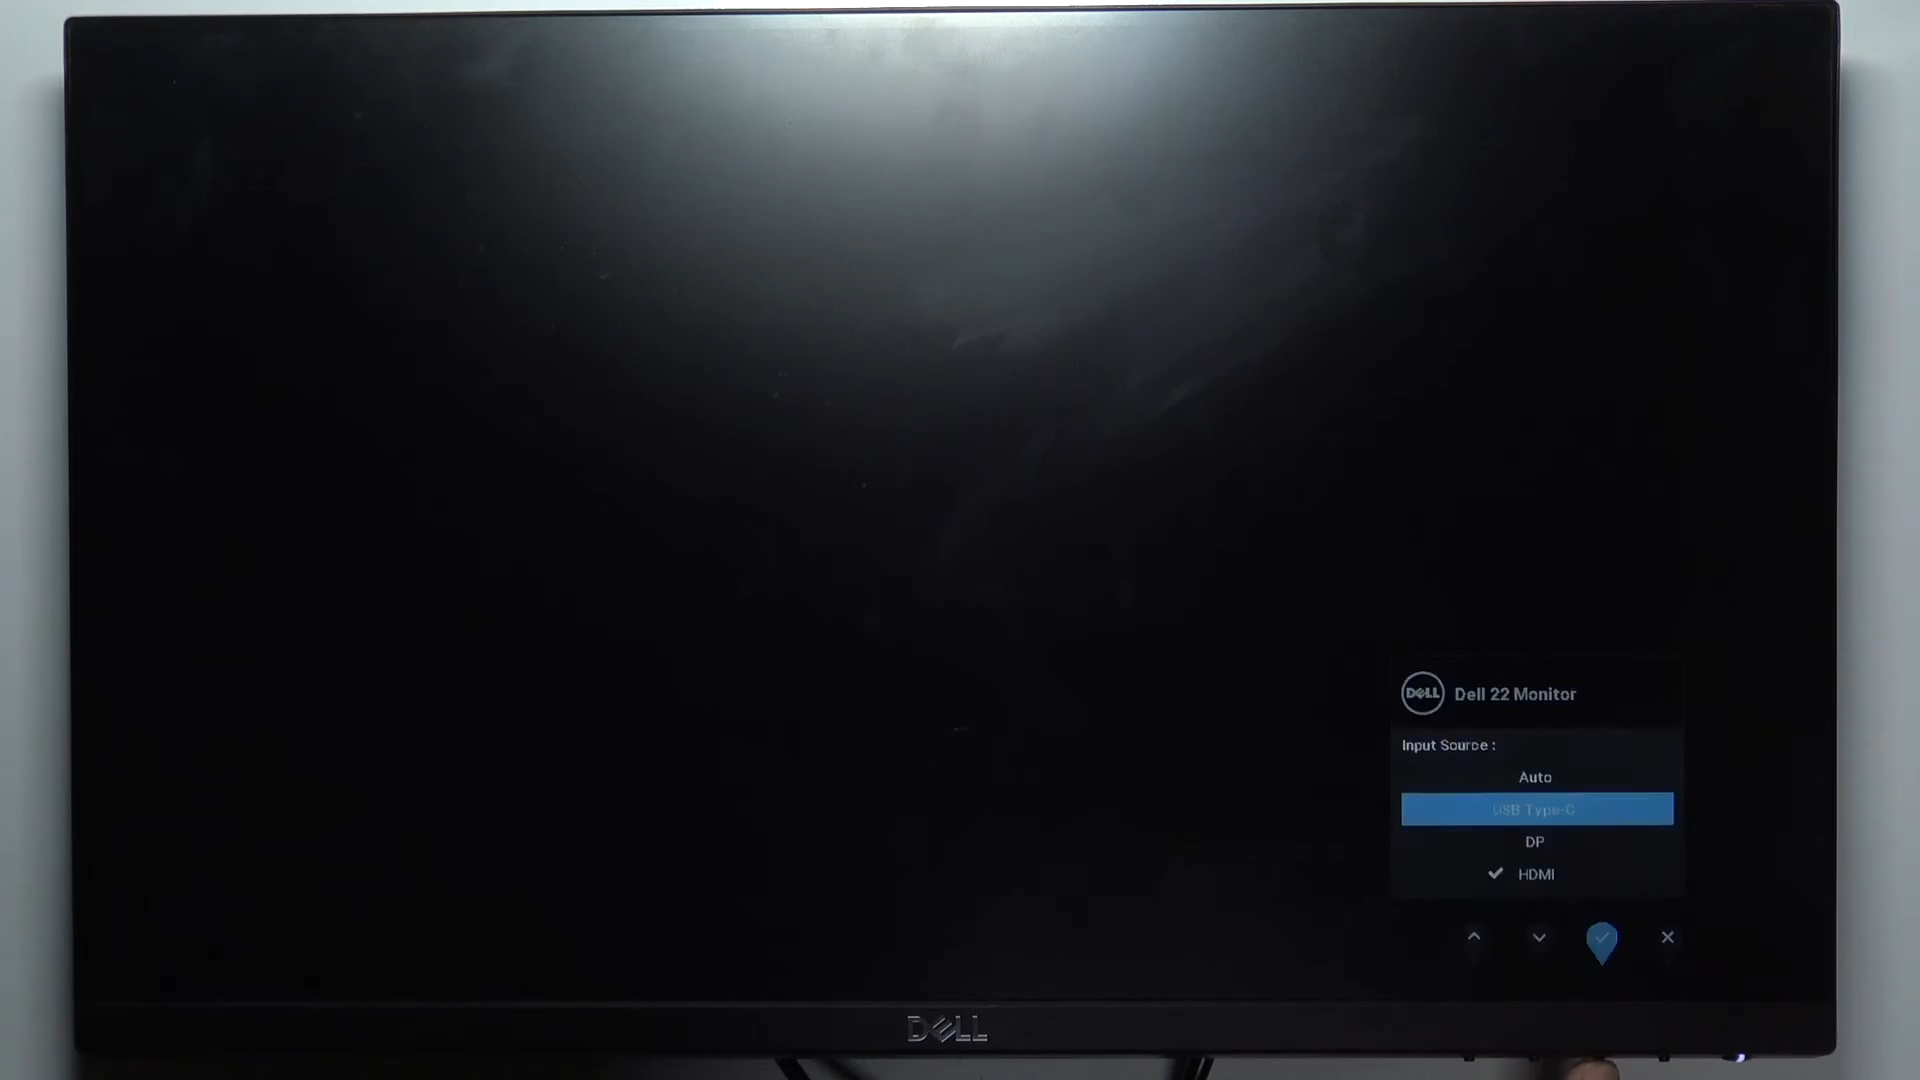 DELL Dell 22 Monitor
Input Source :
Auto
USB Type-C
DP
HDMI
DELL